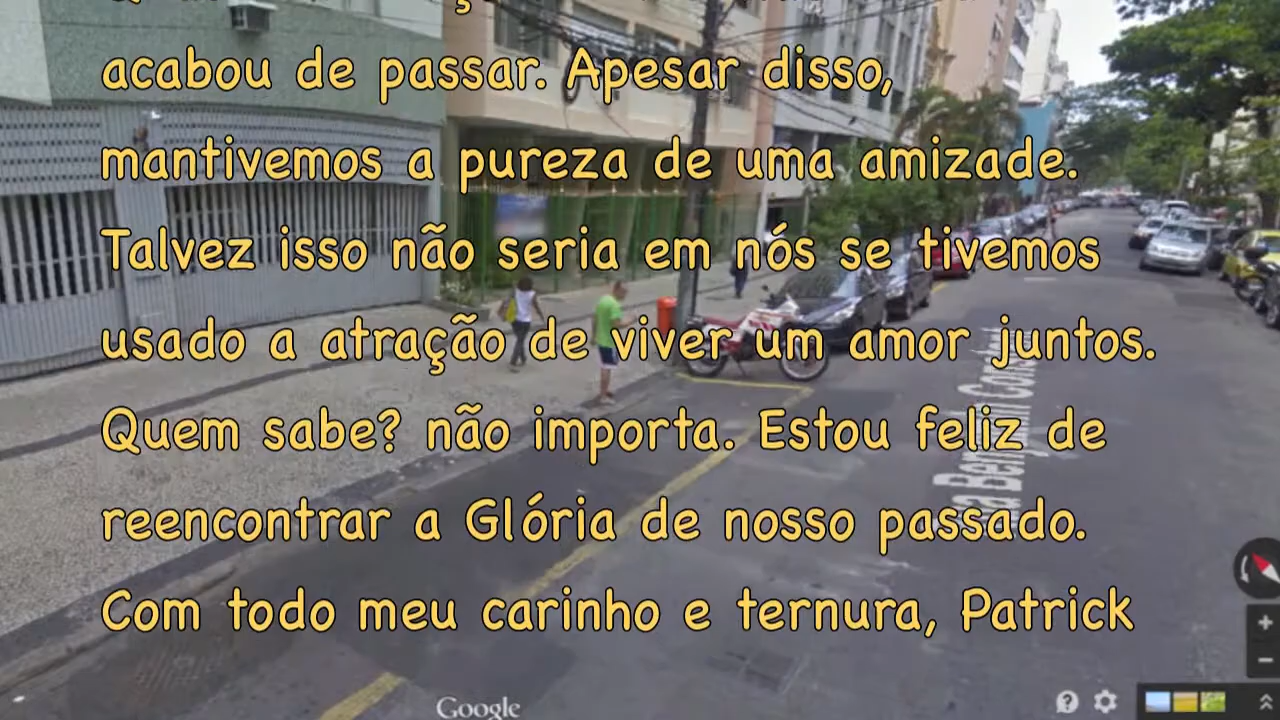 acabou de passar. Apesar disso,
mantivemos a pureza de uma amizade.
Talvez isso não seria em nós se tivemos
usado a atração de viver um amor juntos.
Quem sabe? não importa. Estou feliz de
reencontrar a Glória de nosso passado.
Com todo meu carinho e ternura, Patrick
Google